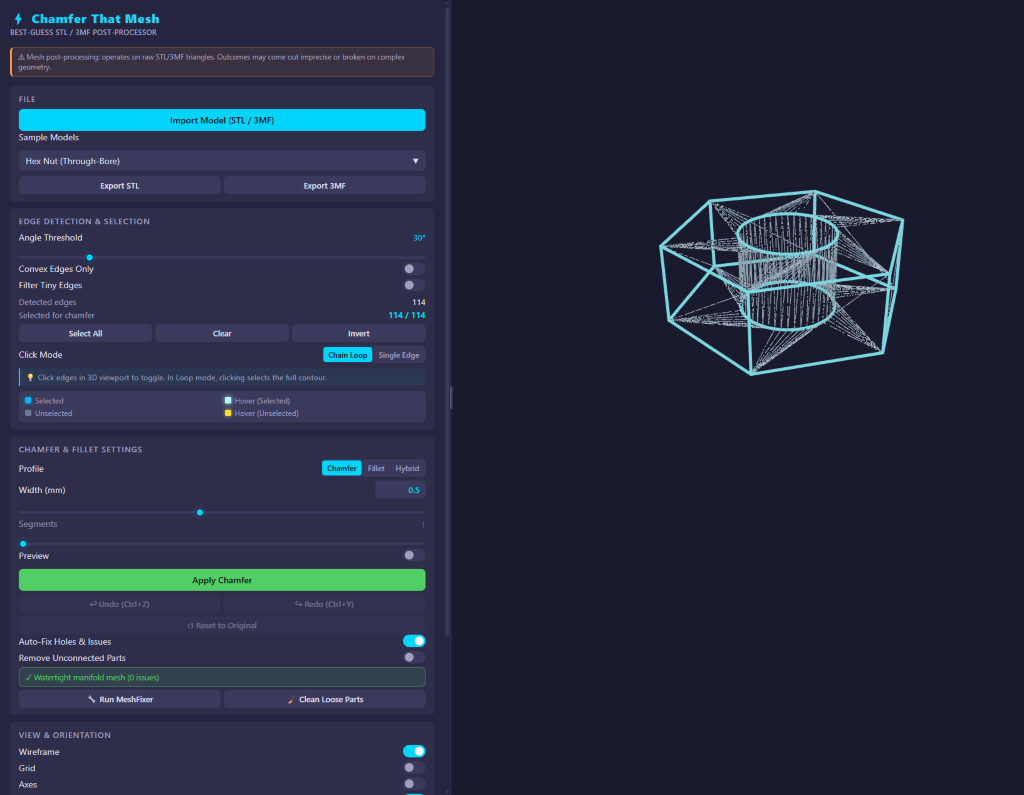 ⚡ Chamfer That Mesh
BEST-GUESS STL / 3MF POST-PROCESSOR
⚠ Mesh post-processing: operates on raw STL/3MF triangles. Outcomes may come out imprecise or broken on complex
geometry.
FILE
Import Model (STL / 3MF)
Sample Models
Hex Nut (Through-Bore) ▼
Export STL Export 3MF
EDGE DETECTION & SELECTION
Angle Threshold 30°
Convex Edges Only
Filter Tiny Edges
Detected edges 114
Selected for chamfer 114 / 114
Select All Clear Invert
Click Mode Chain Loop Single Edge
💡 Click edges in 3D viewport to toggle. In Loop mode, clicking selects the full contour.
Selected Hover (Selected)
Unselected Hover (Unselected)
CHAMFER & FILLET SETTINGS
Profile Chamfer Fillet Hybrid
Width (mm) 0.5
Segments 1
Preview
Apply Chamfer
↩ Undo (Ctrl+Z) ↪ Redo (Ctrl+Y)
↺ Reset to Original
Auto-Fix Holes & Issues
Remove Unconnected Parts
✓ Watertight manifold mesh (0 issues)
🔧 Run MeshFixer 🧹 Clean Loose Parts
VIEW & ORIENTATION
Wireframe
Grid
Axes